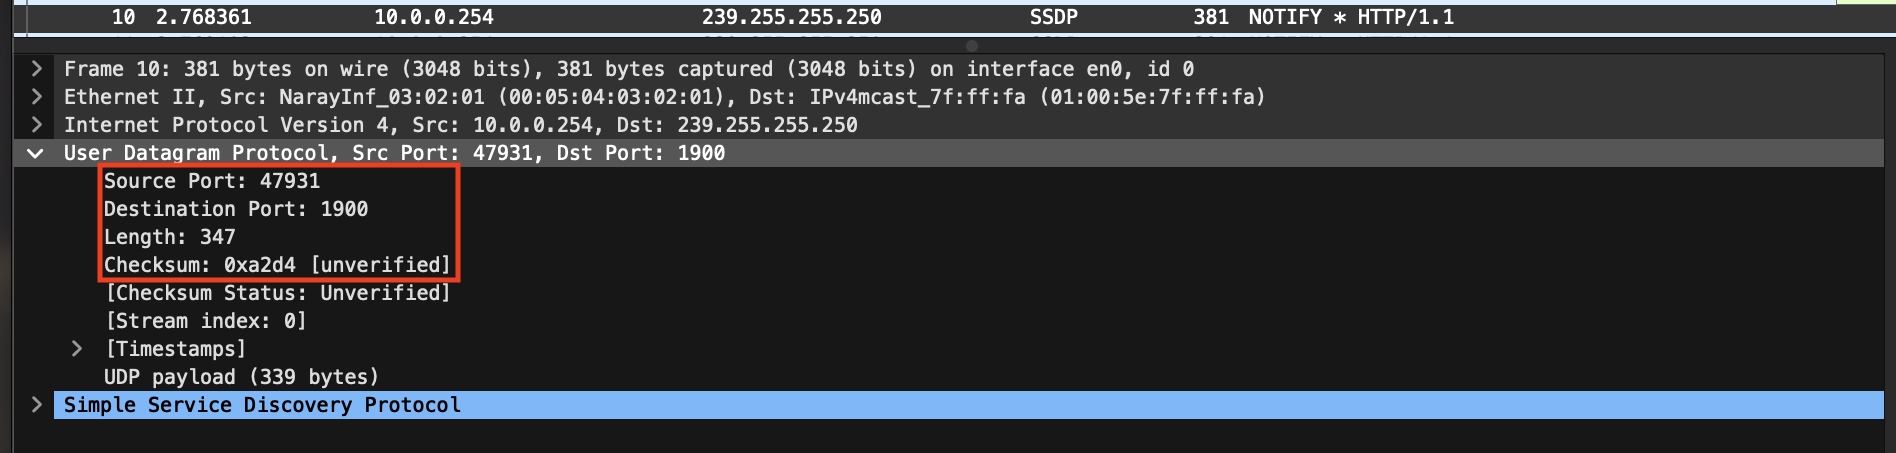 10 2.768361 10.0.0.254 239.255.255.250 SSDP 381 NOTIFY * HTTP/1.1
Frame 10: 381 bytes on wire (3048 bits), 381 bytes captured (3048 bits) on interface en0, id 0
Ethernet II, Src: NarayInf_03:02:01 (00:05:04:03:02:01), Dst: IPv4mcast_7f:ff:fa (01:00:5e:7f:ff:fa)
Internet Protocol Version 4, Src: 10.0.0.254, Dst: 239.255.255.250
User Datagram Protocol, Src Port: 47931, Dst Port: 1900
Source Port: 47931
Destination Port: 1900
Length: 347
Checksum: 0xa2d4 [unverified]
[Checksum Status: Unverified]
[Stream index: 0]
[Timestamps]
UDP payload (339 bytes)
Simple Service Discovery Protocol